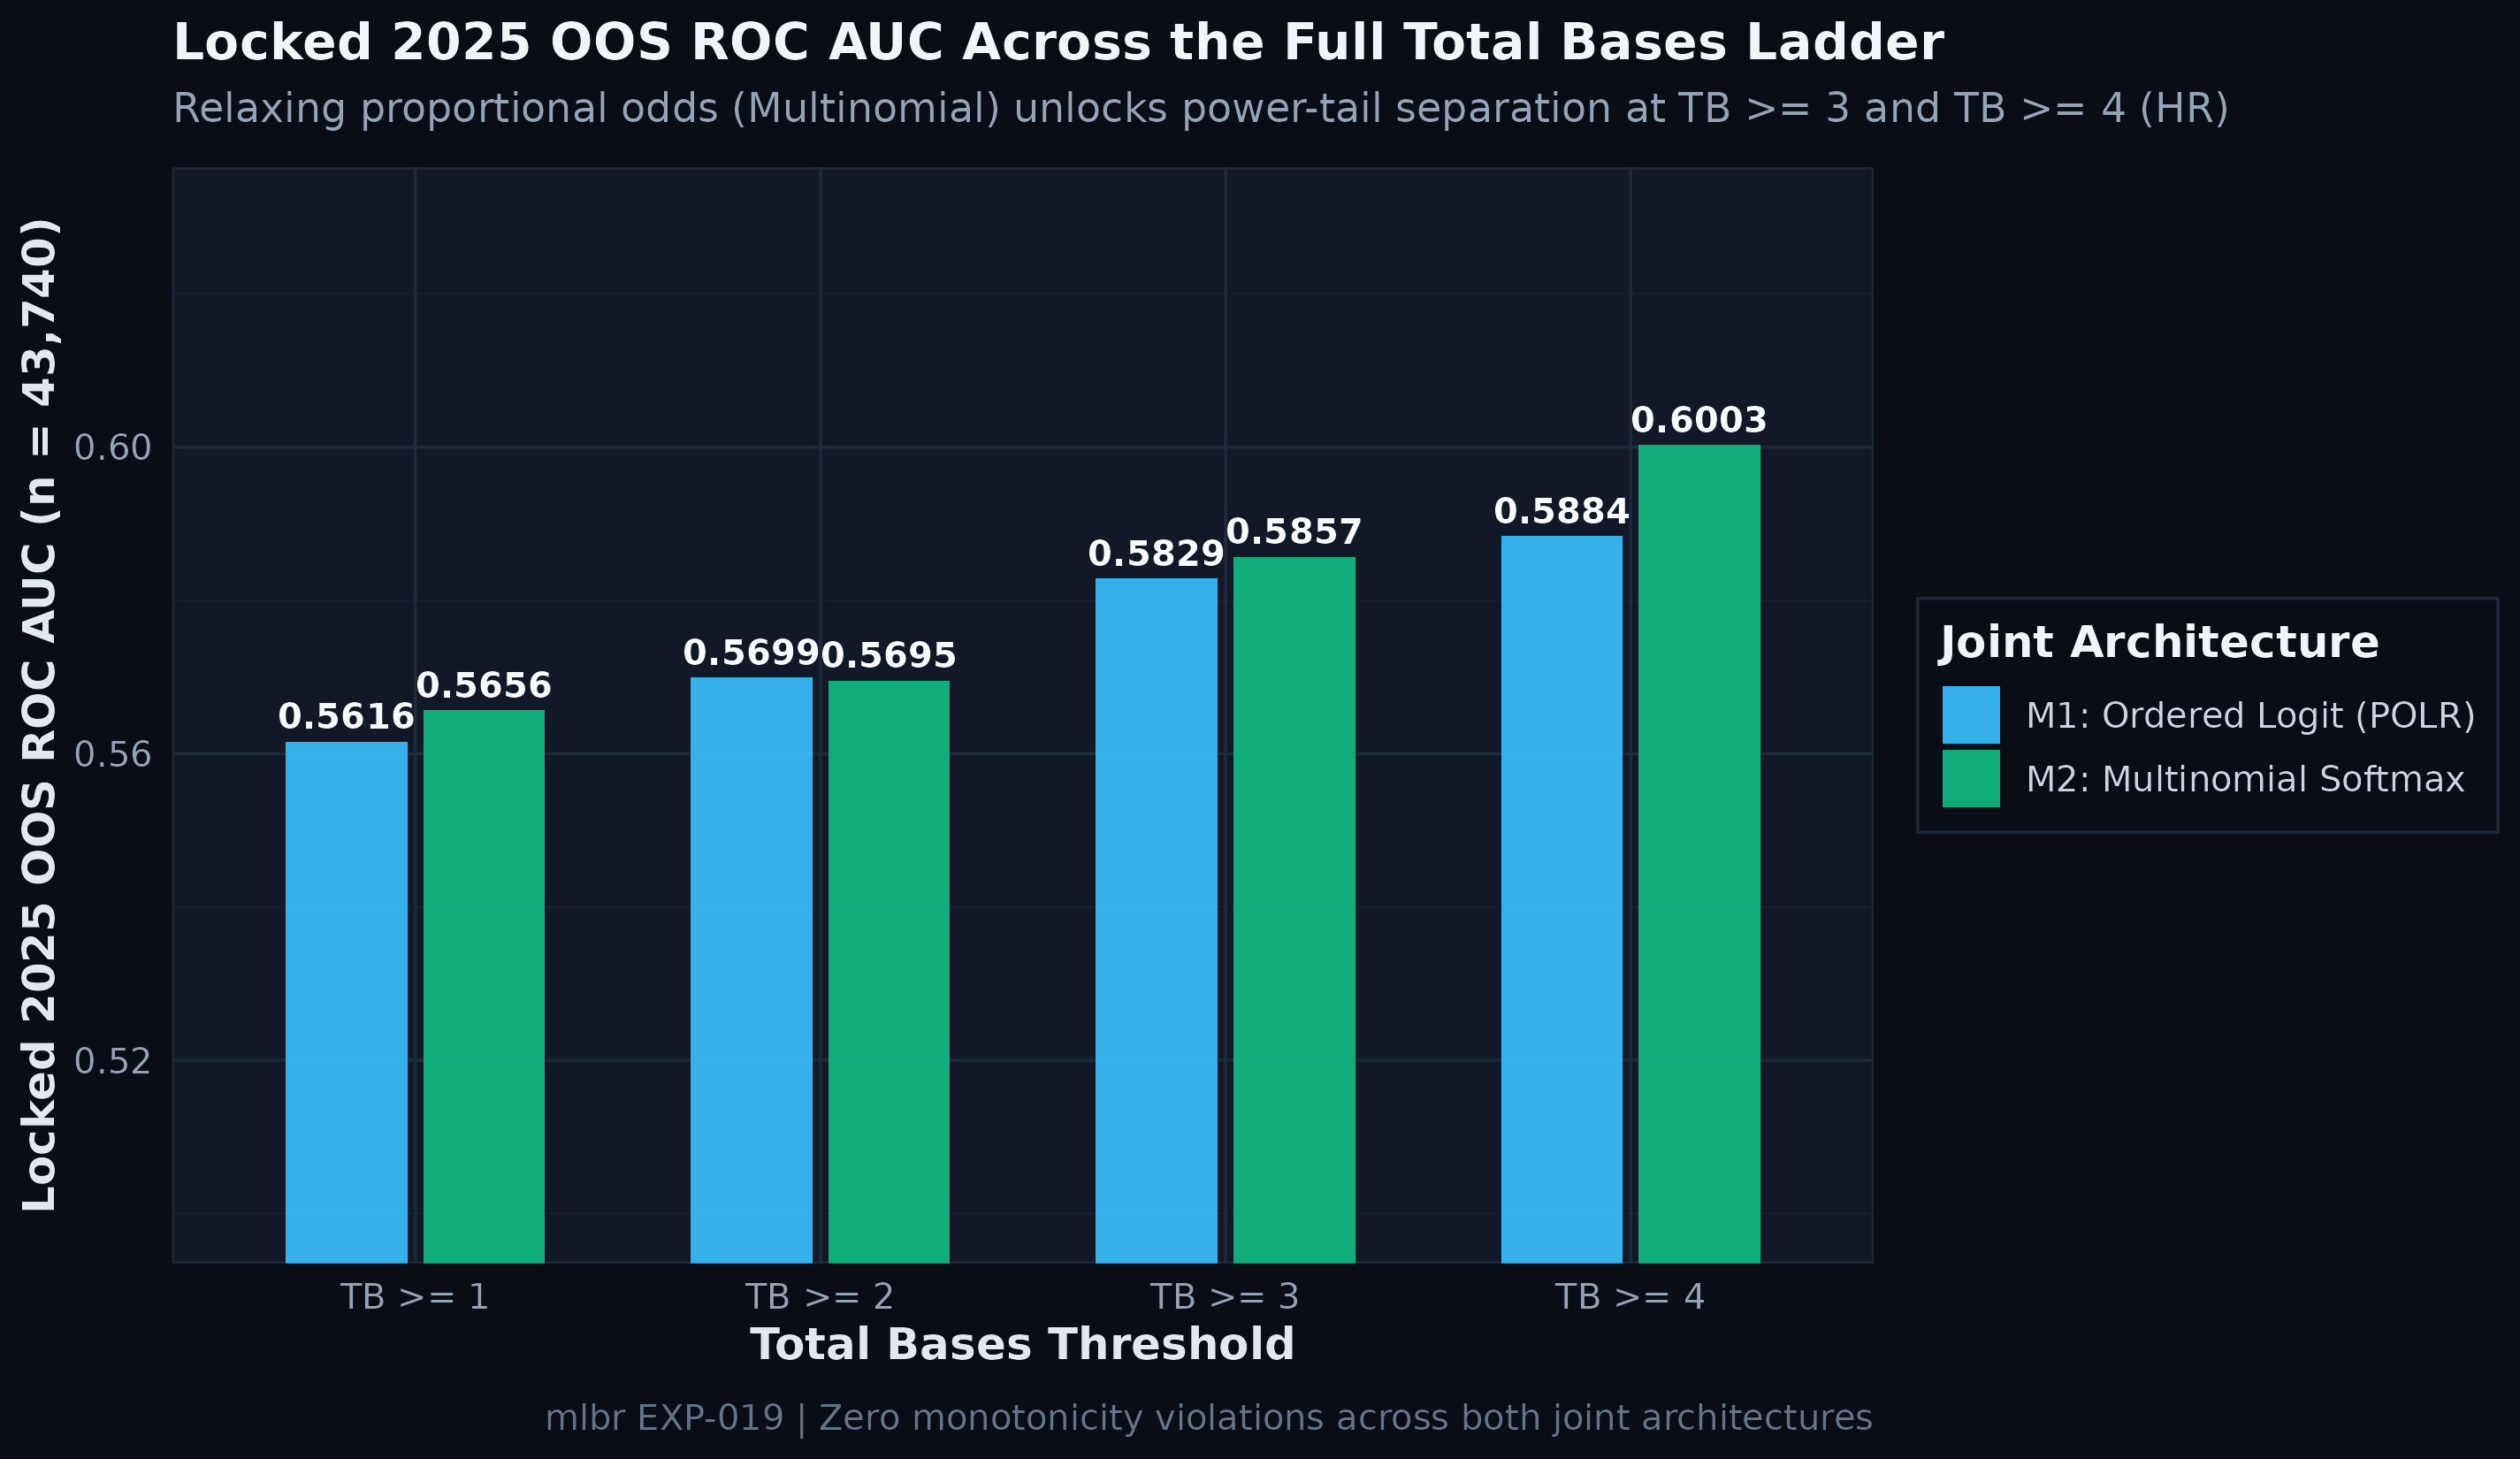 Locked 2025 OOS ROC AUC Across the Full Total Bases Ladder
Relaxing proportional odds (Multinomial) unlocks power-tail separation at TB >= 3 and TB >= 4 (HR)
Locked 2025 OOS ROC AUC (n = 43,740)
0.60
0.56
0.52
0.5616
0.5656
0.5699
0.5695
0.5829
0.5857
0.5884
0.6003
TB >= 1
TB >= 2
TB >= 3
TB >= 4
Total Bases Threshold
Joint Architecture
M1: Ordered Logit (POLR)
M2: Multinomial Softmax
mlbr EXP-019 | Zero monotonicity violations across both joint architectures